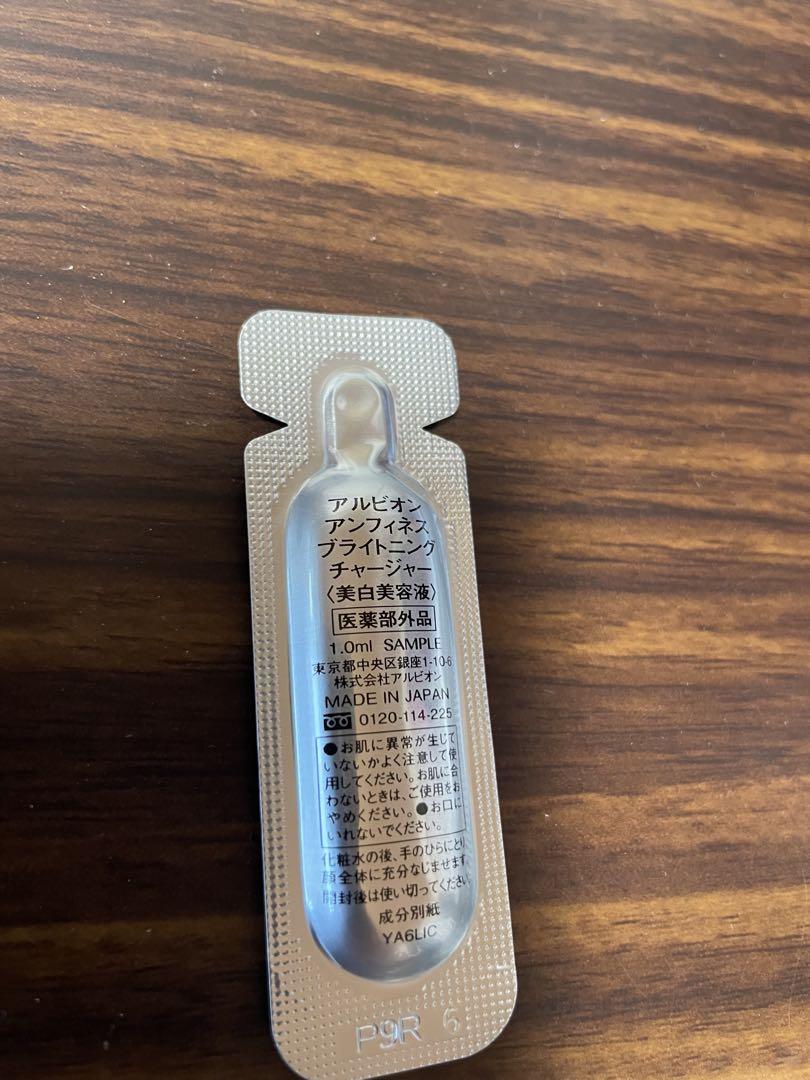 アルビオン
アンフィネス
ブライトニング
チャージャー
〈美白美容液〉
医薬部外品
1.0ml SAMPLE
東京都中央区銀座1-10-6
株式会社アルビオン
MADE IN JAPAN
0120-114-225
●お肌に異常が生じて
いないかよく注意して使
用してください。お肌に合
わないときは、ご使用をお
やめください。●お口に
いれないでください。
化粧水の後、手のひらにとり、
顔全体に充分なじませます。
開封後は使い切ってください。
成分別紙
YA6LIC
P9R 6